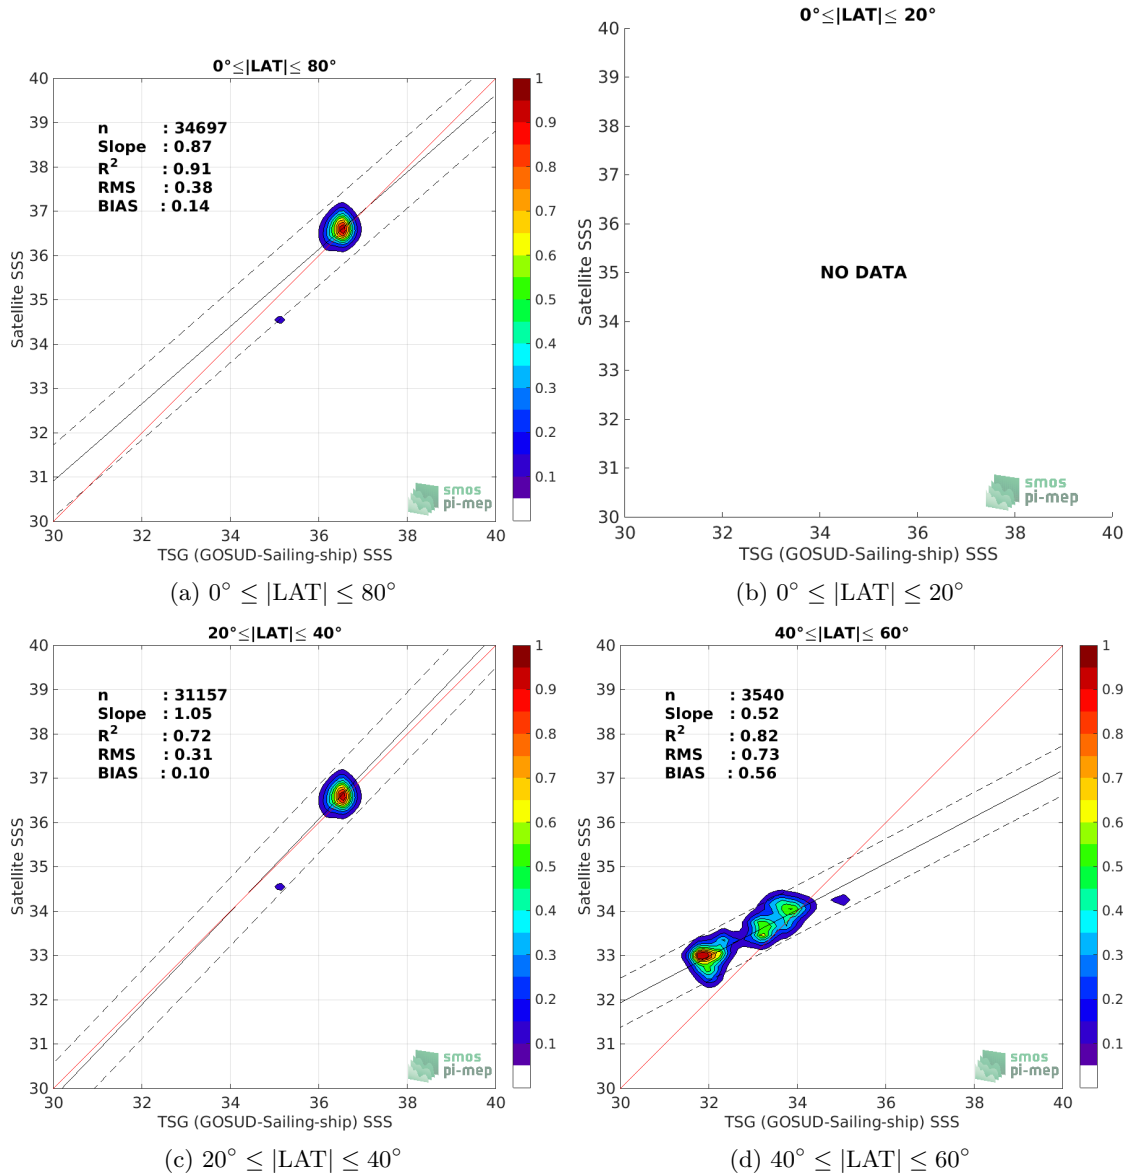 0°≤|LAT|≤ 80°
40
39
38
37
36
35
34
33
32
31
30
Satellite SSS
n : 34697
Slope : 0.87
R2 : 0.91
RMS : 0.38
BIAS : 0.14
1
0.9
0.8
0.7
0.6
0.5
0.4
0.3
0.2
0.1
smos
pi-mep
30 32 34 36 38 40
TSG (GOSUD-Sailing-ship) SSS
(a) 0° ≤ |LAT| ≤ 80°
0°≤|LAT|≤ 20°
40
39
38
37
36
35
34
33
32
31
30
Satellite SSS
NO DATA
smos
pi-mep
30 32 34 36 38 40
TSG (GOSUD-Sailing-ship) SSS
(b) 0° ≤ |LAT| ≤ 20°
20°≤|LAT|≤ 40°
40
39
38
37
36
35
34
33
32
31
30
Satellite SSS
n : 31157
Slope : 1.05
R2 : 0.72
RMS : 0.31
BIAS : 0.10
1
0.9
0.8
0.7
0.6
0.5
0.4
0.3
0.2
0.1
smos
pi-mep
30 32 34 36 38 40
TSG (GOSUD-Sailing-ship) SSS
(c) 20° ≤ |LAT| ≤ 40°
40°≤|LAT|≤ 60°
40
39
38
37
36
35
34
33
32
31
30
Satellite SSS
n : 3540
Slope : 0.52
R2 : 0.82
RMS : 0.73
BIAS : 0.56
1
0.9
0.8
0.7
0.6
0.5
0.4
0.3
0.2
0.1
smos
pi-mep
30 32 34 36 38 40
TSG (GOSUD-Sailing-ship) SSS
(d) 40° ≤ |LAT| ≤ 60°